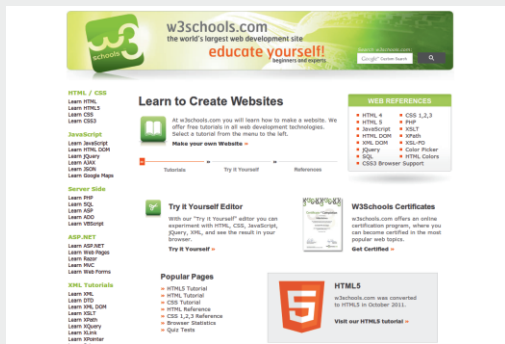 w3schools.com
the world's largest web development site
educate yourself!
beginners and experts
w3
schools
Search w3schools.com:
Google™ Custom Search
HTML / CSS
Learn HTML
Learn HTML5
Learn CSS
Learn CSS3
JavaScript
Learn JavaScript
Learn HTML DOM
Learn jQuery
Learn AJAX
Learn JSON
Learn Google Maps
Server Side
Learn PHP
Learn SQL
Learn ASP
Learn ADO
Learn VBScript
ASP.NET
Learn ASP.NET
Learn Web Pages
Learn Razor
Learn MVC
Learn Web Forms
XML Tutorials
Learn XML
Learn DTD
Learn XML DOM
Learn XSLT
Learn XPath
Learn XQuery
Learn XLink
Learn XPointer
Learn to Create Websites
At w3schools.com you will learn how to make a website. We
offer free tutorials in all web development technologies.
Select a tutorial from the menu to the left.
Make your own Website »
Tutorials
Try it Yourself
References
WEB REFERENCES
HTML 4
HTML 5
JavaScript
HTML DOM
XML DOM
jQuery
SQL
CSS3 Browser Support
CSS 1,2,3
PHP
XSLT
XPath
XSL-FO
Color Picker
HTML Colors
Try it Yourself Editor
With our "Try it Yourself" editor you can
experiment with HTML, CSS, JavaScript,
jQuery, XML, and see the result in your
browser.
Try it Yourself »
W3Schools Certificates
w3schools.com offers an online
certification program, where you
can become certified in the most
popular web topics.
Get Certified »
Popular Pages
» HTML5 Tutorial
» HTML Tutorial
» CSS Tutorial
» HTML Reference
» CSS 1,2,3 Reference
» Browser Statistics
» Quiz Tests
HTML5
w3schools.com was converted
to HTML5 in October 2011.
Visit our HTML5 tutorial »